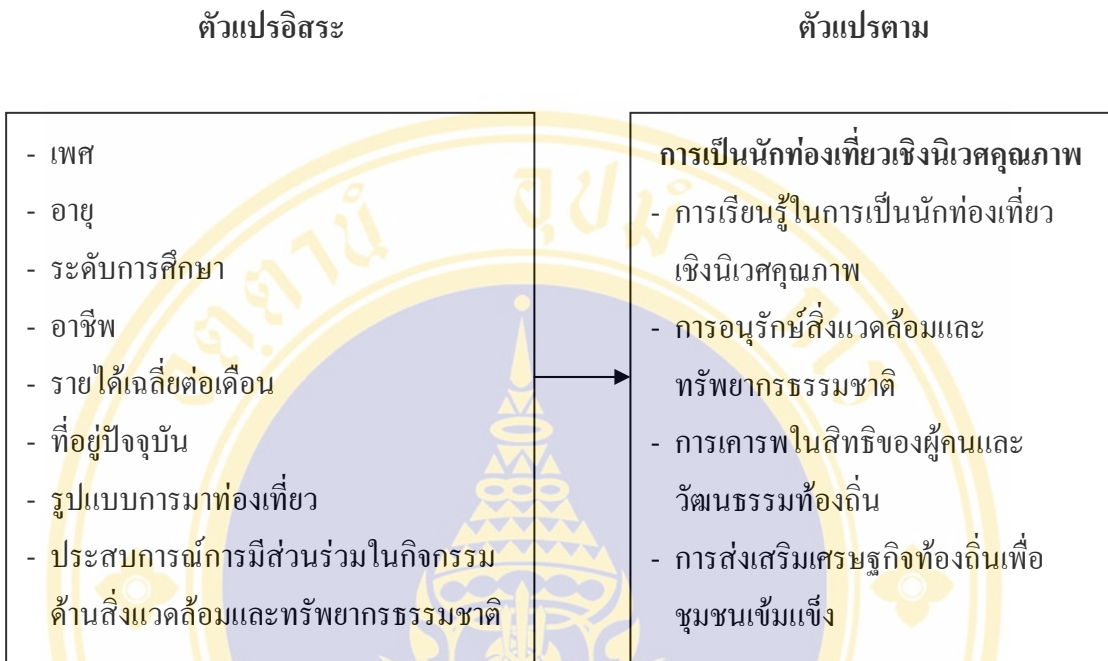 ตัวแปรอิสระ
ตัวแปรตาม
- เพศ
- อายุ
- ระดับการศึกษา
- อาชีพ
- รายได้เฉลี่ยต่อเดือน
- ที่อยู่ปัจจุบัน
- รูปแบบการมาท่องเที่ยว
- ประสบการณ์การมีส่วนร่วมในกิจกรรม
ด้านสิ่งแวดล้อมและทรัพยากรธรรมชาติ
การเป็นนักท่องเที่ยวเชิงนิเวศคุณภาพ
- การเรียนรู้ในการเป็นนักท่องเที่ยว
เชิงนิเวศคุณภาพ
- การอนุรักษ์สิ่งแวดล้อมและ
ทรัพยากรธรรมชาติ
- การเคารพในสิทธิของผู้คนและ
วัฒนธรรมท้องถิ่น
- การส่งเสริมเศรษฐกิจท้องถิ่นเพื่อ
ชุมชนเข้มแข็ง